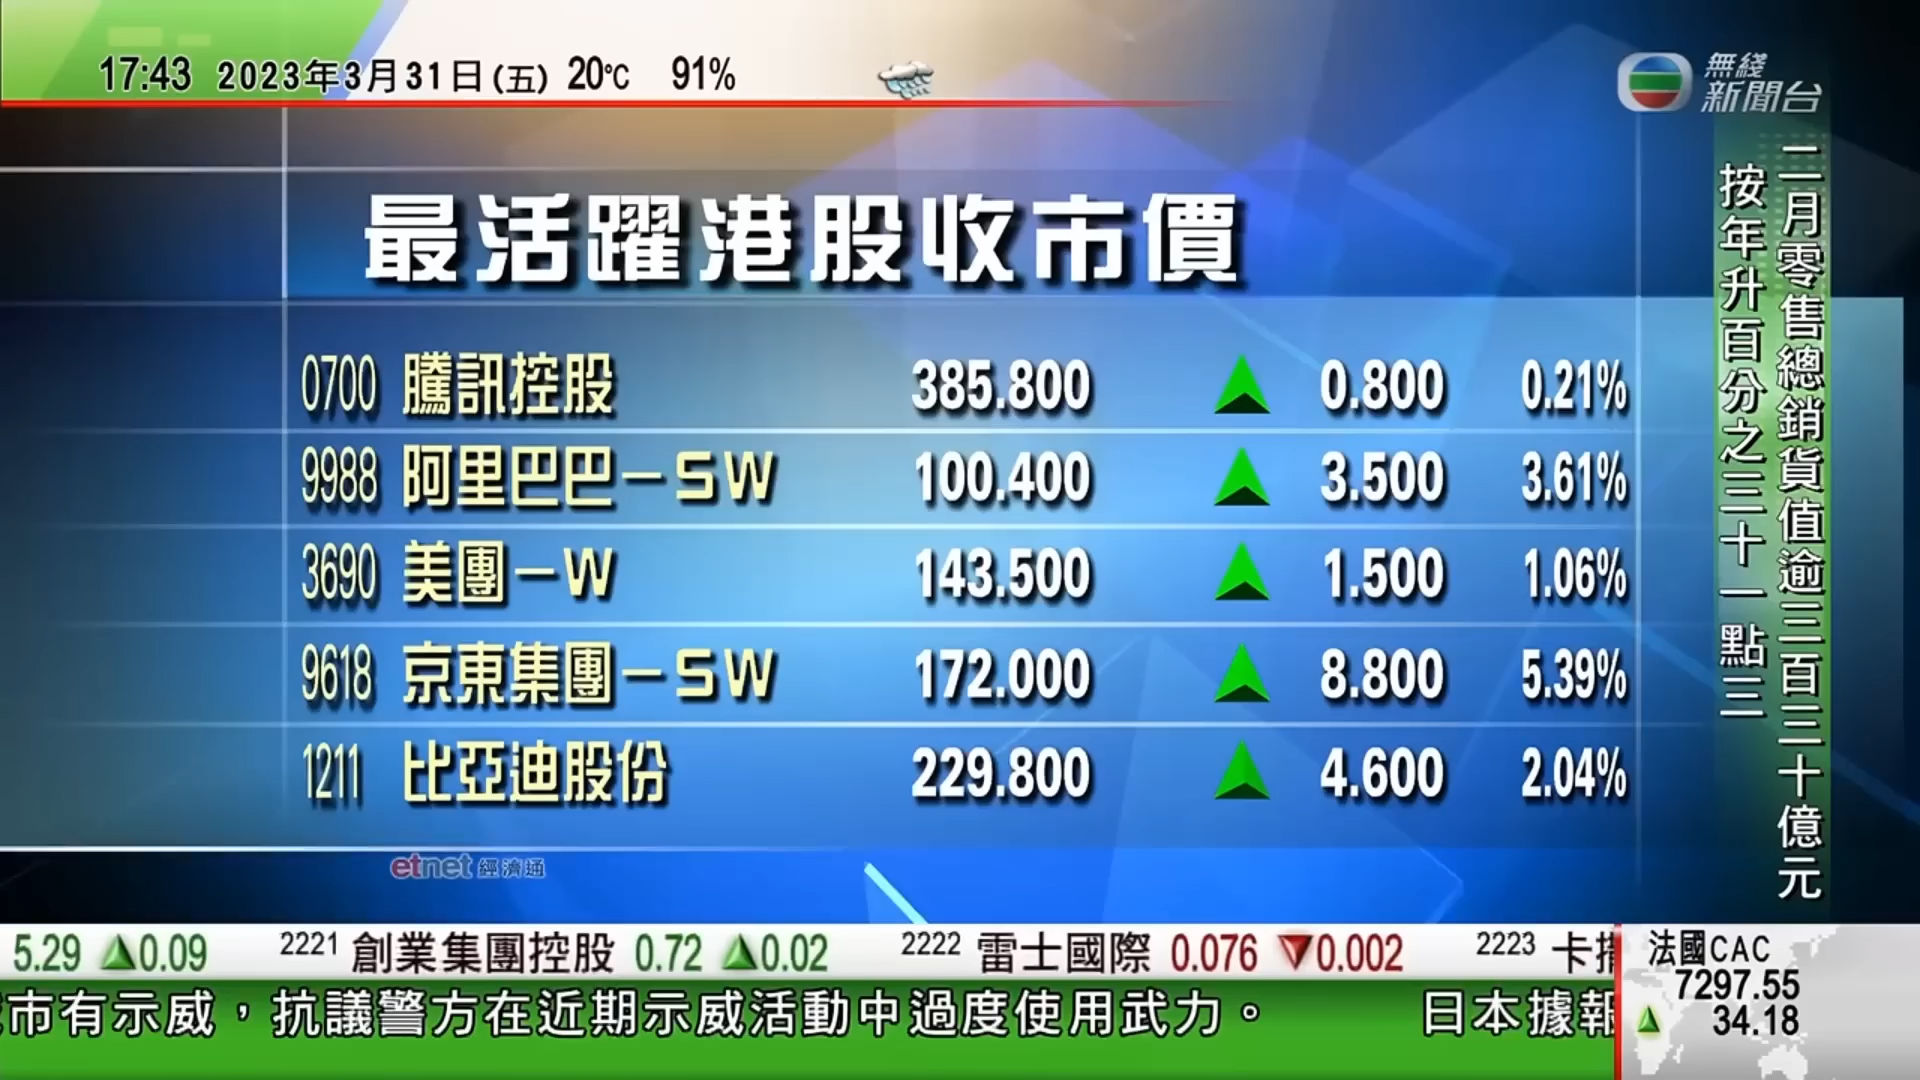 17:43 2023年3月31日(五) 20℃ 91%
無綫
新聞台
最活躍港股收市價
0700 騰訊控股 385.800 ▲ 0.800 0.21%
9988 阿里巴巴－SW 100.400 ▲ 3.500 3.61%
3690 美團－W 143.500 ▲ 1.500 1.06%
9618 京東集團－SW 172.000 ▲ 8.800 5.39%
1211 比亞迪股份 229.800 ▲ 4.600 2.04%
etnet 經濟通
二月零售總銷貨值逾三百三十億元
按年升百分之三十一點三
5.29 ▲0.09 2221 創業集團控股 0.72 ▲0.02 2222 雷士國際 0.076 ▼0.002 2223 卡
市有示威，抗議警方在近期示威活動中過度使用武力。 日本據報
法國CAC
7297.55
▲ 34.18